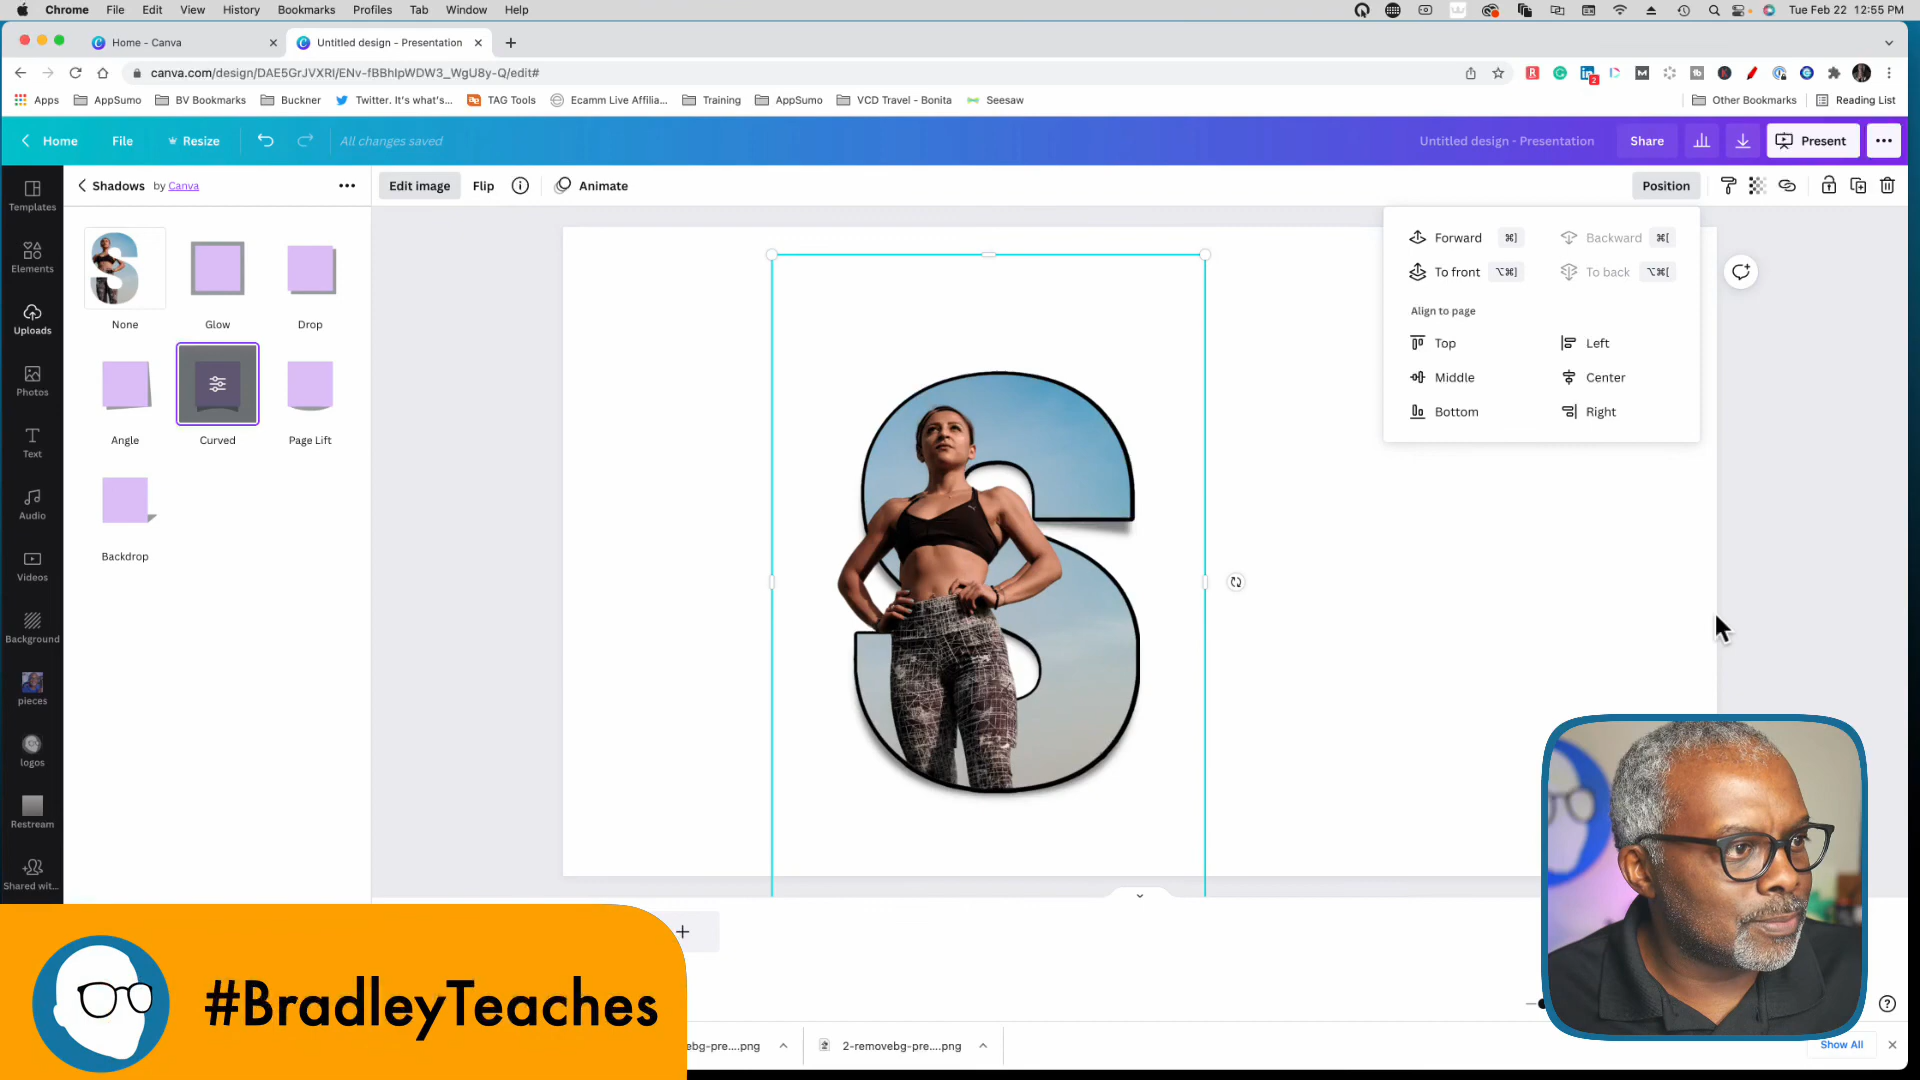 Chrome File Edit View History Bookmarks Profiles Tab Window Help
Tue Feb 22 12:55 PM
Home - Canva
Untitled design - Presentation
canva.com/design/DAE5GrJVXRI/ENv-fBBhIpWDW3_WgU8y-Q/edit#
2
Apps AppSumo BV Bookmarks Buckner Twitter. It's what's... TAG Tools Ecamm Live Affilia... Training AppSumo VCD Travel - Bonita Seesaw Other Bookmarks Reading List
Home File Resize All changes saved Untitled design - Presentation Share Present
Shadows by Canva
Edit image Flip Animate Position
Templates
Elements
Uploads
Photos
Text
Audio
Videos
Background
pieces
logos
Restream
Shared wit...
None Glow Drop
Angle Curved Page Lift
Backdrop
Forward ⌘] Backward ⌘[
To front ⌥⌘] To back ⌥⌘[
Align to page
Top Left
Middle Center
Bottom Right
S
#BradleyTeaches
ebg-pre....png
2-removebg-pre....png
Show All